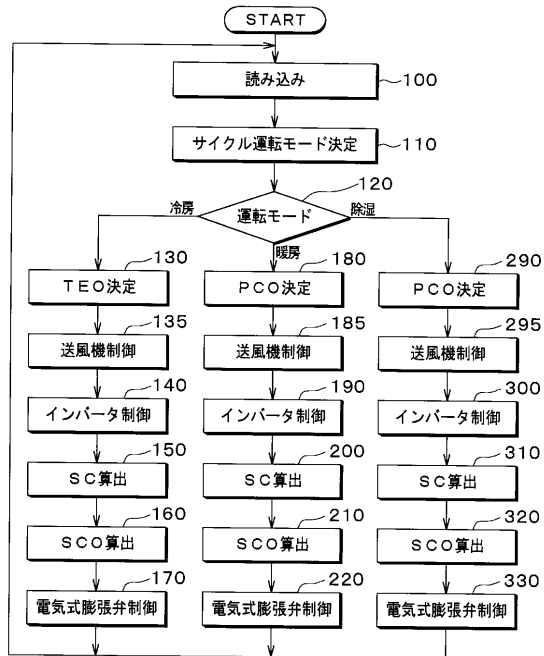 START
読み込み
100
サイクル運転モード決定
110
120
冷房
運転モード
除湿
暖房
130
TEO決定
180
PCO決定
290
PCO決定
135
送風機制御
185
送風機制御
295
送風機制御
140
インバータ制御
190
インバータ制御
300
インバータ制御
150
SC算出
200
SC算出
310
SC算出
160
SCO算出
210
SCO算出
320
SCO算出
170
電気式膨張弁制御
220
電気式膨張弁制御
330
電気式膨張弁制御